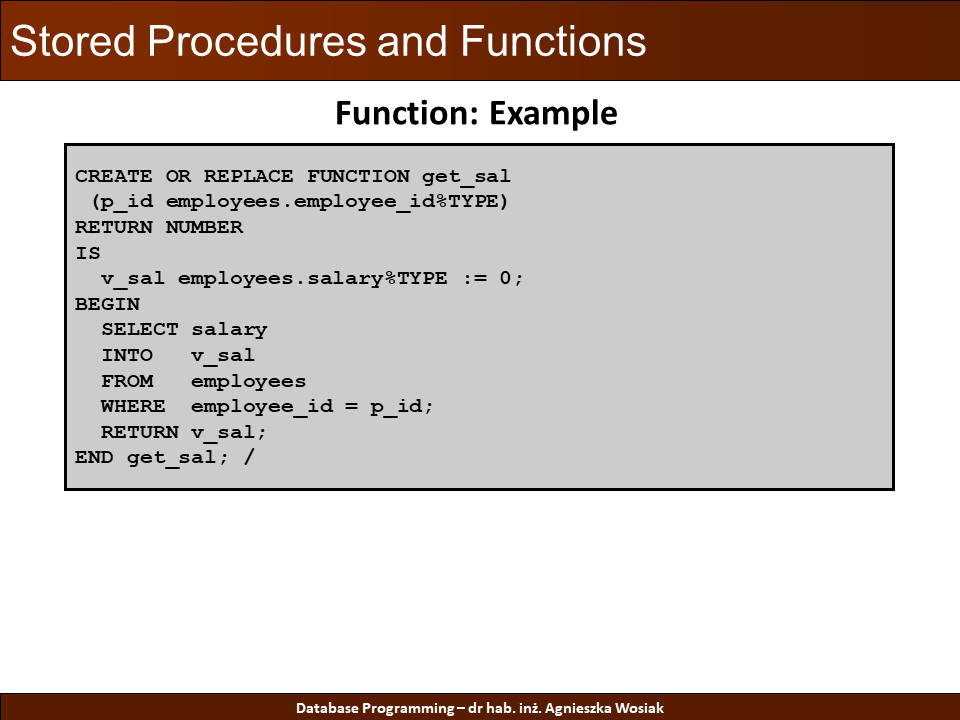 Stored Procedures and Functions
Function: Example
CREATE OR REPLACE FUNCTION get_sal
 (p_id employees.employee_id%TYPE)
RETURN NUMBER
IS
  v_sal employees.salary%TYPE := 0;
BEGIN
  SELECT salary
  INTO   v_sal
  FROM   employees
  WHERE  employee_id = p_id;
  RETURN v_sal;
END get_sal; /
Database Programming – dr hab. inż. Agnieszka Wosiak